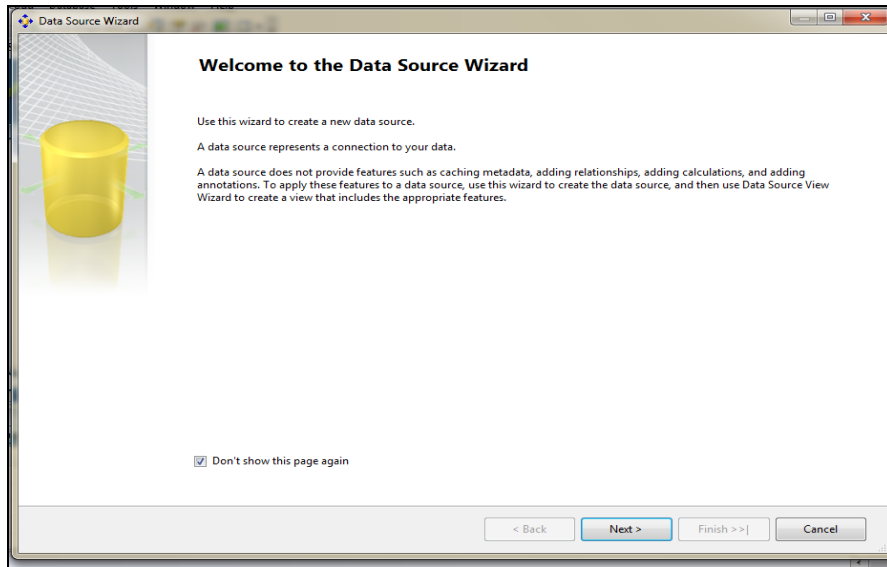 Data Source Wizard
Welcome to the Data Source Wizard
Use this wizard to create a new data source.
A data source represents a connection to your data.
A data source does not provide features such as caching metadata, adding relationships, adding calculations, and adding
annotations. To apply these features to a data source, use this wizard to create the data source, and then use Data Source View
Wizard to create a view that includes the appropriate features.
Don't show this page again
< Back Next > Finish >>| Cancel